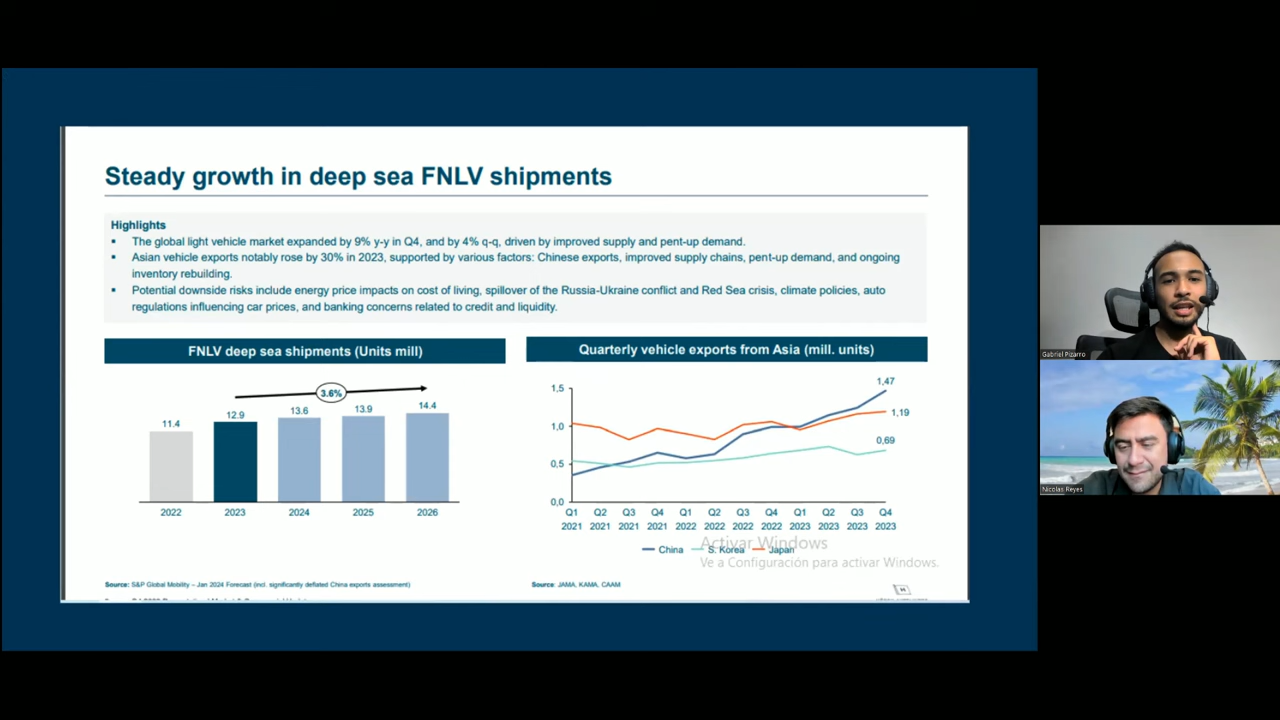 Steady growth in deep sea FNLV shipments
Highlights
▪ The global light vehicle market expanded by 9% y-y in Q4, and by 4% q-q, driven by improved supply and pent-up demand.
▪ Asian vehicle exports notably rose by 30% in 2023, supported by various factors: Chinese exports, improved supply chains, pent-up demand, and ongoing
inventory rebuilding.
▪ Potential downside risks include energy price impacts on cost of living, spillover of the Russia-Ukraine conflict and Red Sea crisis, climate policies, auto
regulations influencing car prices, and banking concerns related to credit and liquidity.
FNLV deep sea shipments (Units mill)
3.6%
11.4 12.9 13.6 13.9 14.4
2022 2023 2024 2025 2026
Source: S&P Global Mobility – Jan 2024 Forecast (incl. significantly deflated China exports assessment)
Quarterly vehicle exports from Asia (mill. units)
1,5
1,0
0,5
0,0
1,47
1,19
0,69
Q1 Q2 Q3 Q4 Q1 Q2 Q3 Q4 Q1 Q2 Q3 Q4
2021 2021 2021 2021 2022 2022 2022 2022 2023 2023 2023 2023
China S. Korea Japan
Source: JAMA, KAMA, CAAM
Activar Windows
Ve a Configuración para activar Windows.
Gabriel Pizarro
Nicolas Reyes